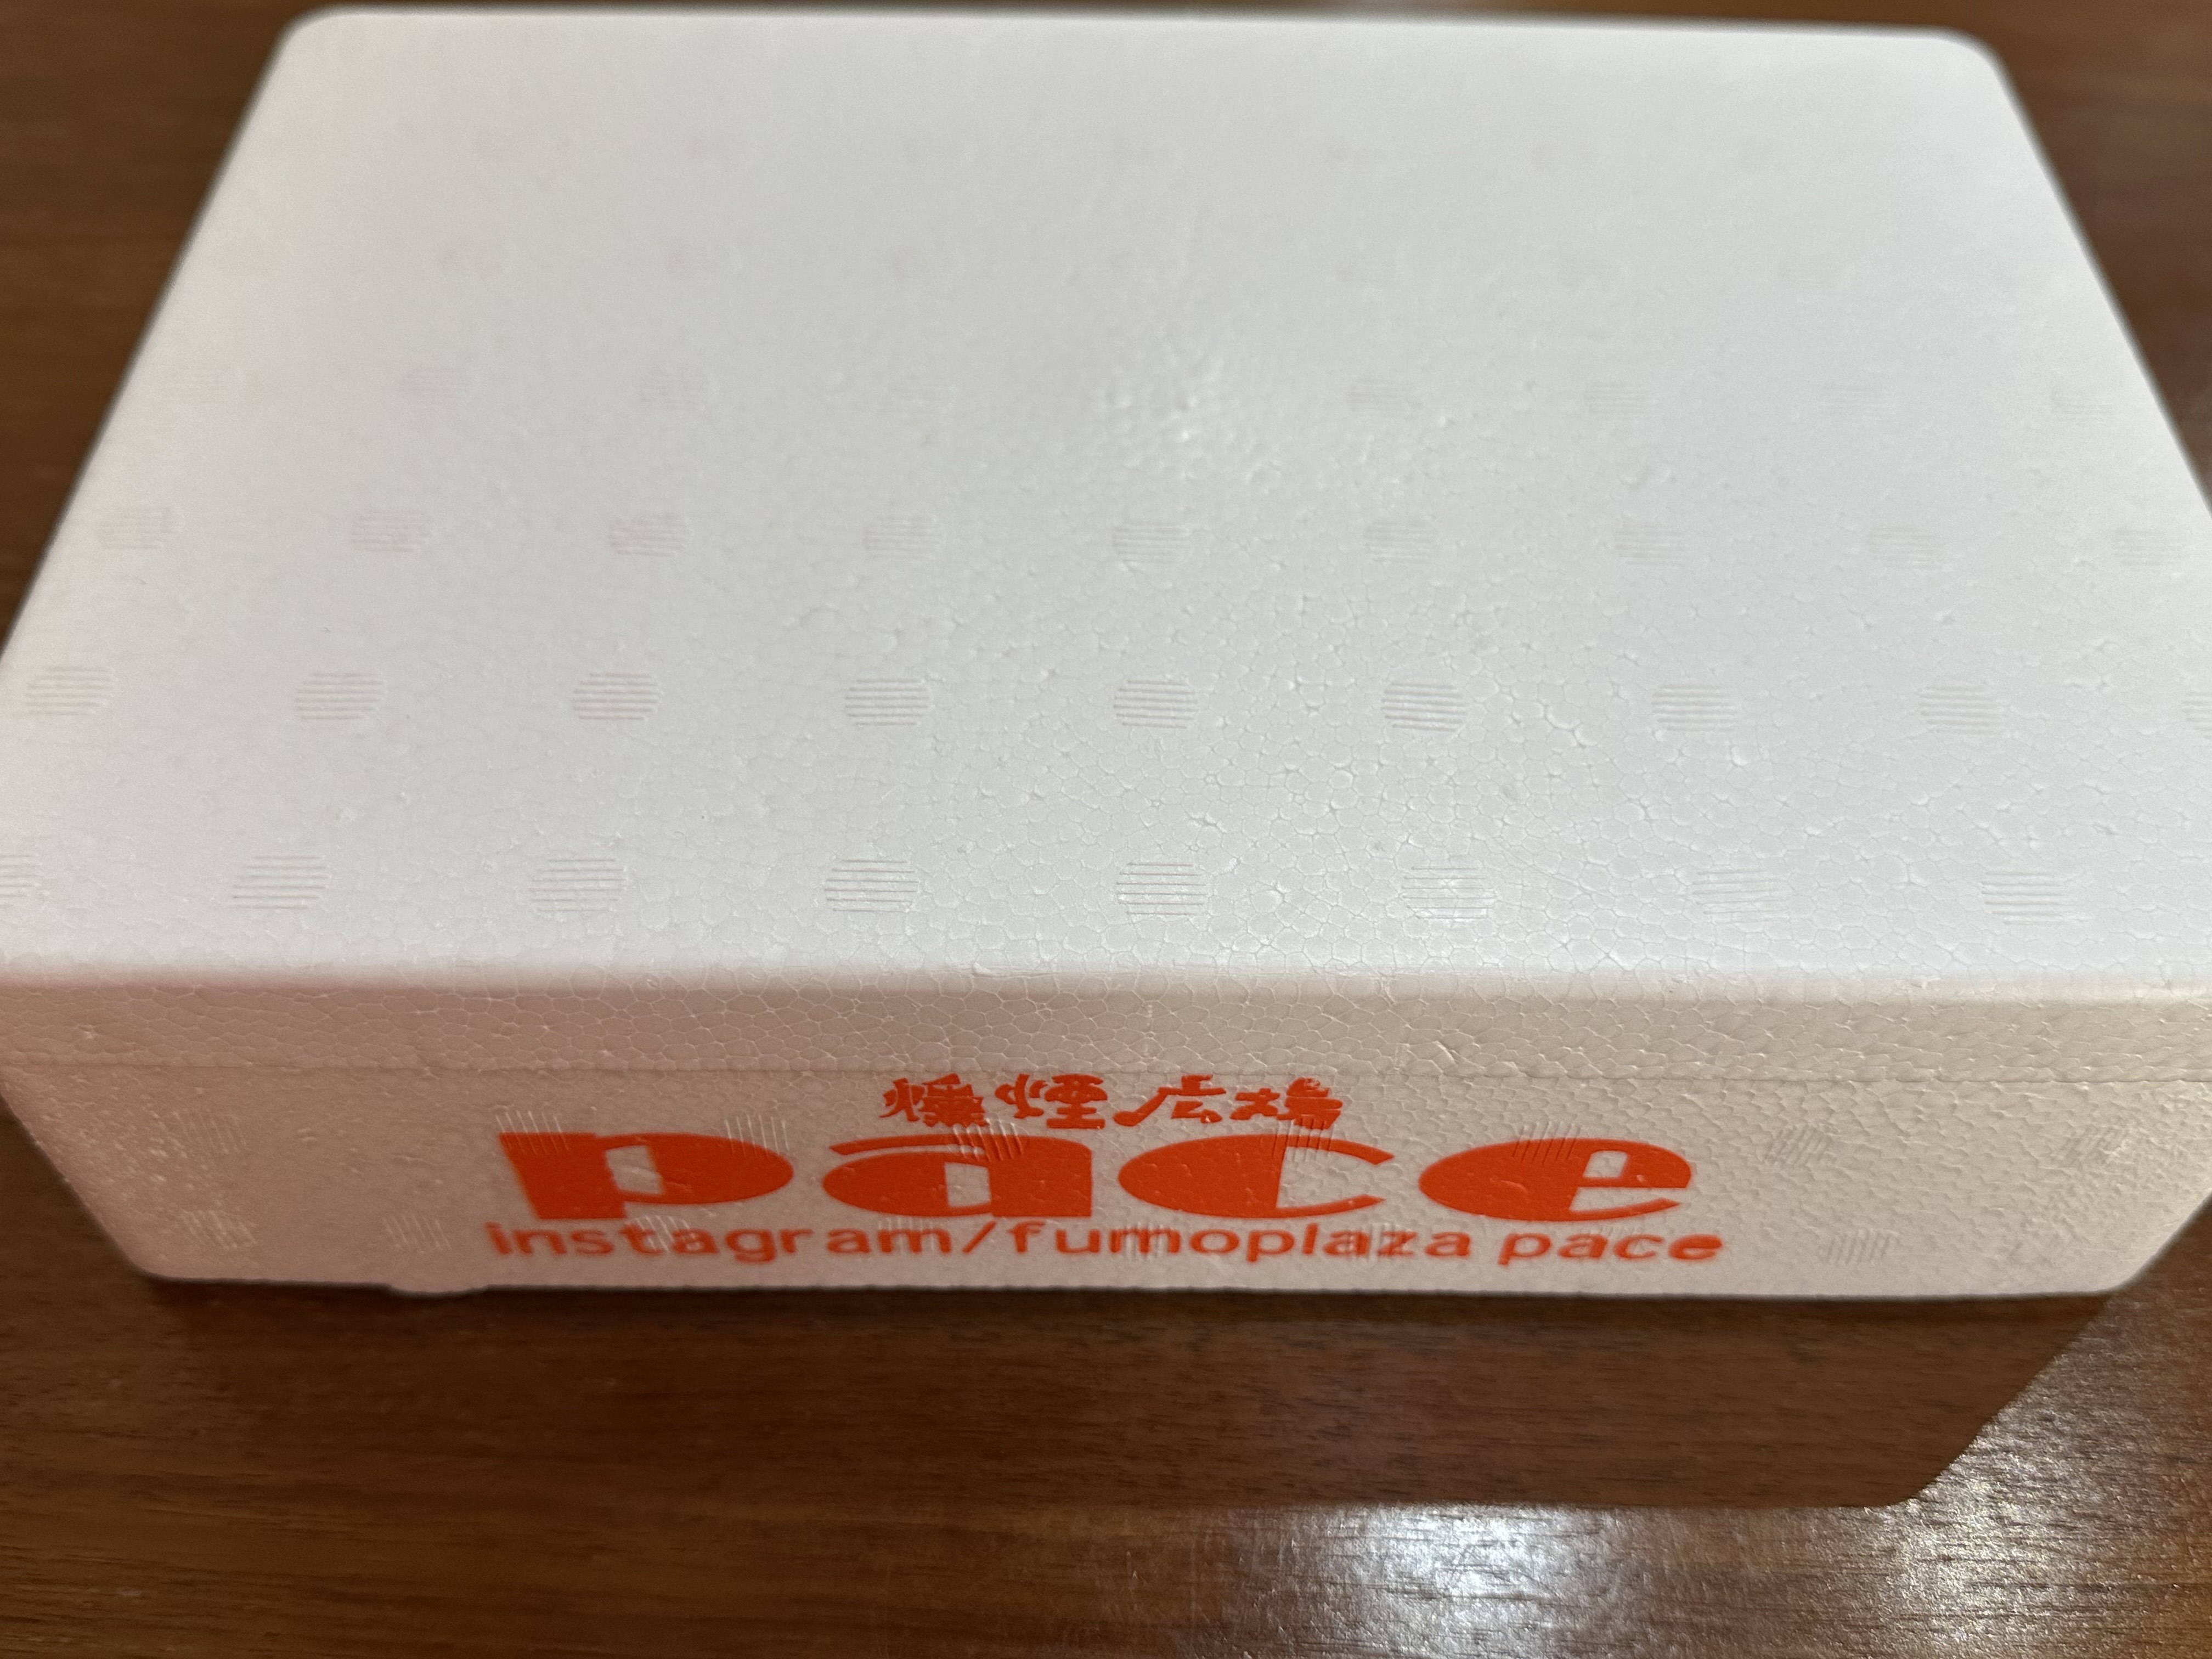 燻煙広場
pace
instagram/fumoplaza pace